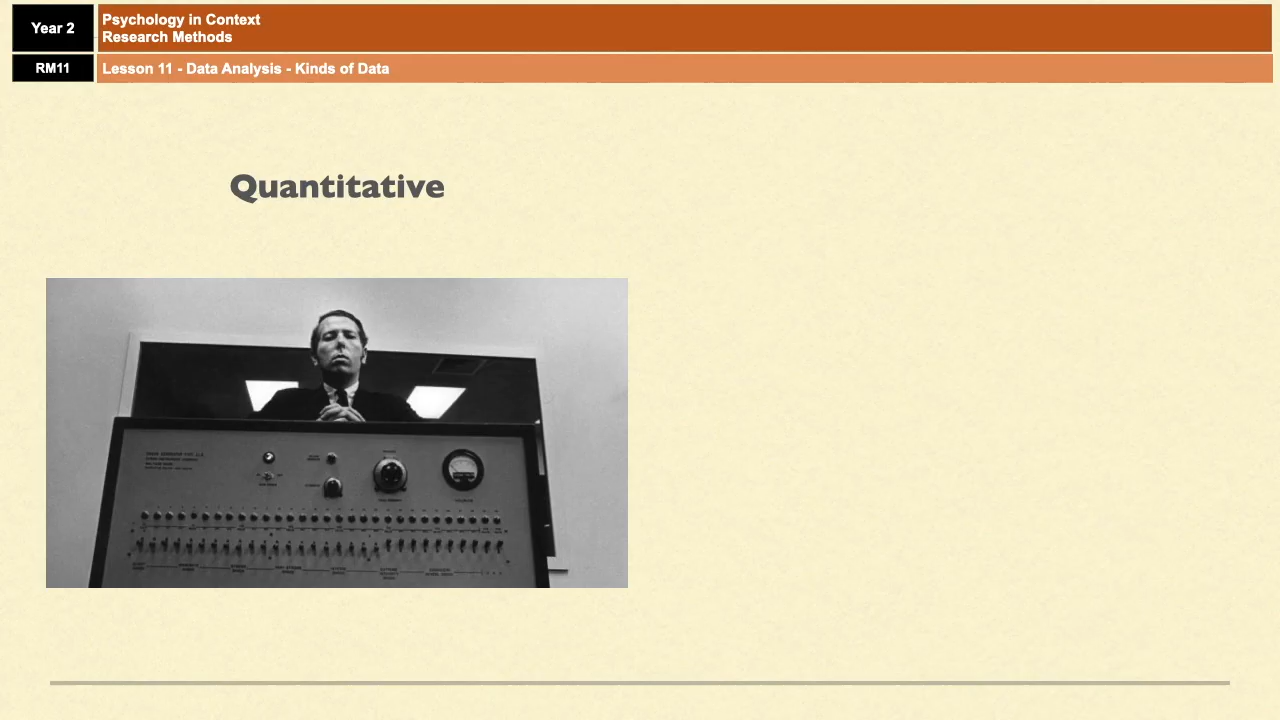 Year 2
Psychology in Context
Research Methods
RM11
Lesson 11 - Data Analysis - Kinds of Data
Quantitative